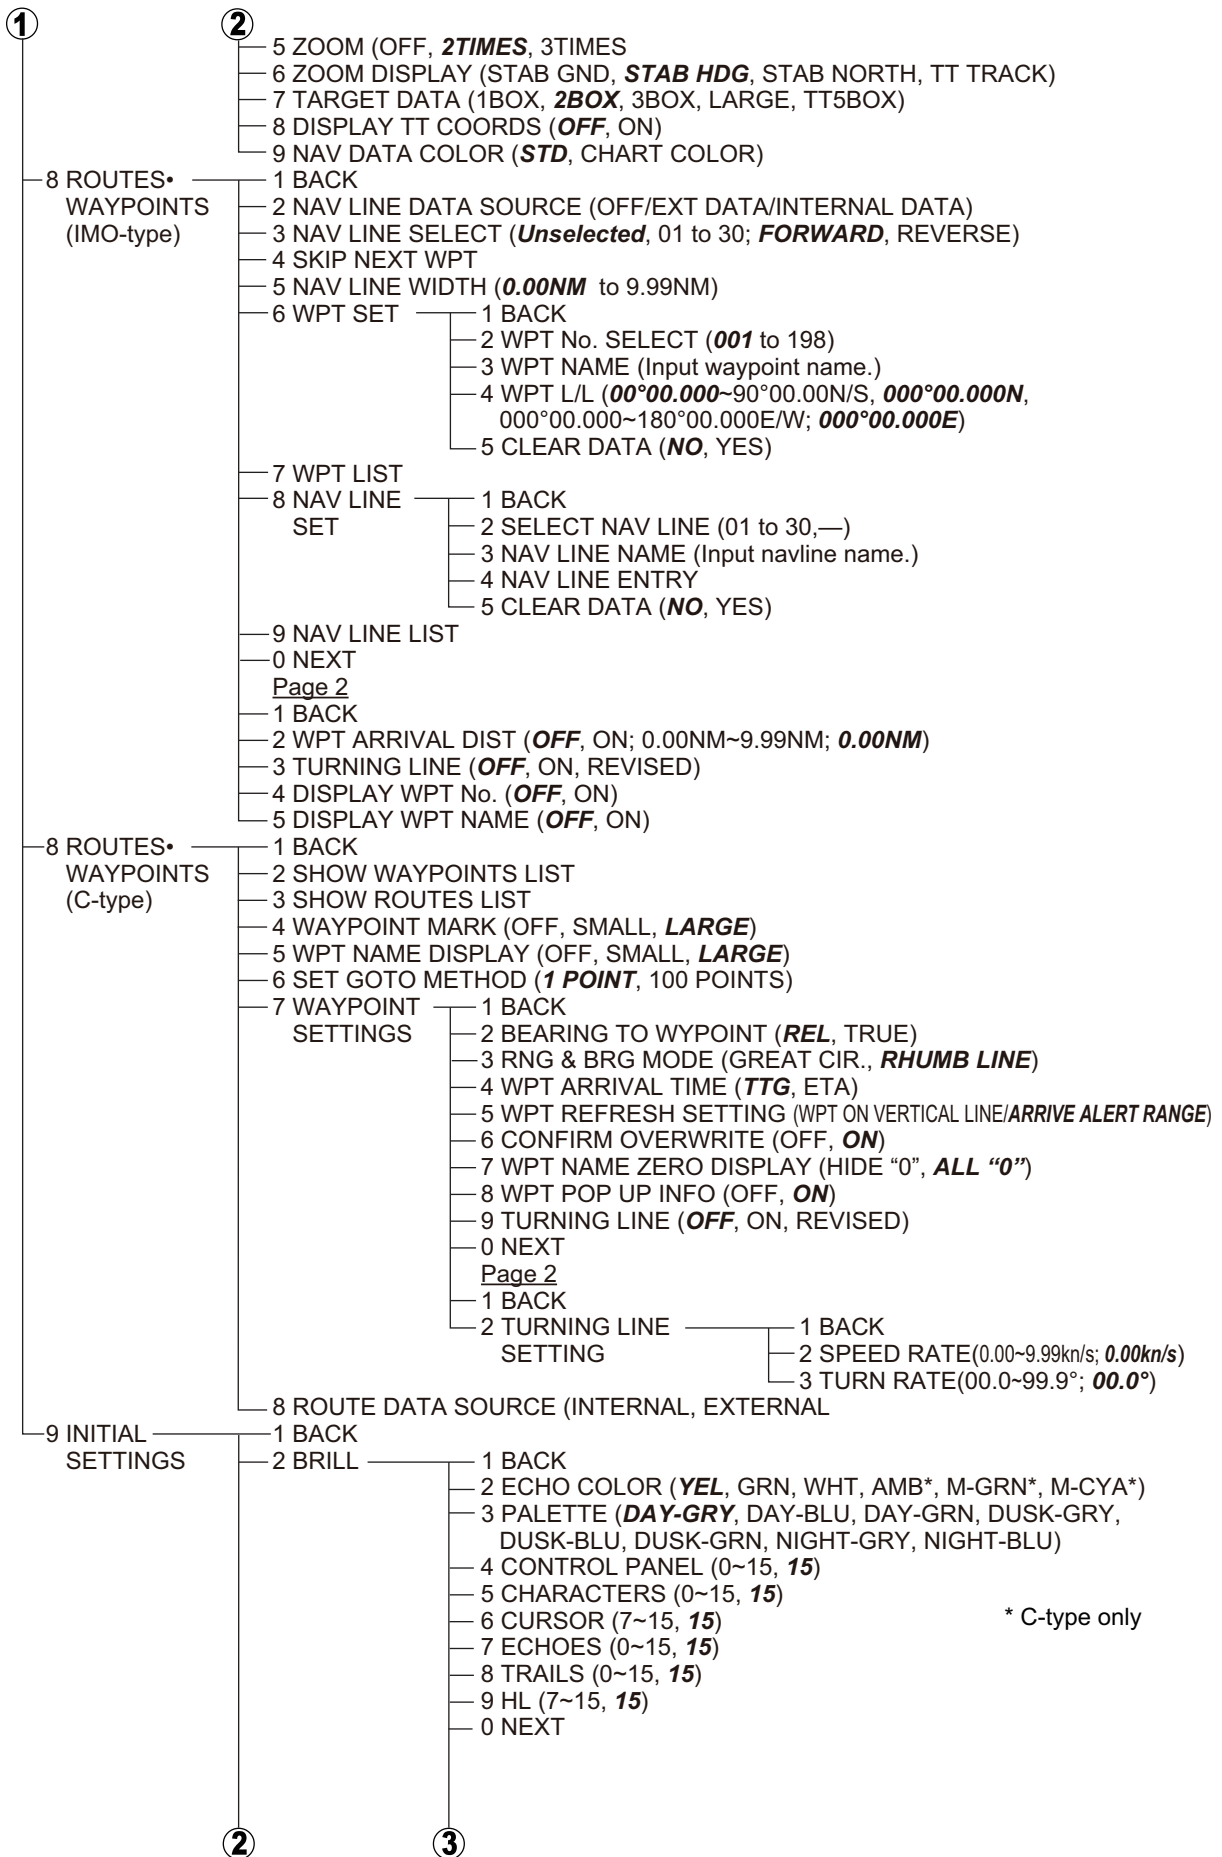 1 2
5 ZOOM (OFF, 2TIMES, 3TIMES
6 ZOOM DISPLAY (STAB GND, STAB HDG, STAB NORTH, TT TRACK)
7 TARGET DATA (1BOX, 2BOX, 3BOX, LARGE, TT5BOX)
8 DISPLAY TT COORDS (OFF, ON)
9 NAV DATA COLOR (STD, CHART COLOR)
8 ROUTES•
WAYPOINTS
(IMO-type)
1 BACK
2 NAV LINE DATA SOURCE (OFF/EXT DATA/INTERNAL DATA)
3 NAV LINE SELECT (Unselected, 01 to 30; FORWARD, REVERSE)
4 SKIP NEXT WPT
5 NAV LINE WIDTH (0.00NM to 9.99NM)
6 WPT SET
1 BACK
2 WPT No. SELECT (001 to 198)
3 WPT NAME (Input waypoint name.)
4 WPT L/L (00°00.000~90°00.00N/S, 000°00.000N,
000°00.000~180°00.000E/W; 000°00.000E)
5 CLEAR DATA (NO, YES)
7 WPT LIST
8 NAV LINE
SET
1 BACK
2 SELECT NAV LINE (01 to 30,—)
3 NAV LINE NAME (Input navline name.)
4 NAV LINE ENTRY
5 CLEAR DATA (NO, YES)
9 NAV LINE LIST
0 NEXT
Page 2
1 BACK
2 WPT ARRIVAL DIST (OFF, ON; 0.00NM~9.99NM; 0.00NM)
3 TURNING LINE (OFF, ON, REVISED)
4 DISPLAY WPT No. (OFF, ON)
5 DISPLAY WPT NAME (OFF, ON)
8 ROUTES•
WAYPOINTS
(C-type)
1 BACK
2 SHOW WAYPOINTS LIST
3 SHOW ROUTES LIST
4 WAYPOINT MARK (OFF, SMALL, LARGE)
5 WPT NAME DISPLAY (OFF, SMALL, LARGE)
6 SET GOTO METHOD (1 POINT, 100 POINTS)
7 WAYPOINT
SETTINGS
1 BACK
2 BEARING TO WYPOINT (REL, TRUE)
3 RNG & BRG MODE (GREAT CIR., RHUMB LINE)
4 WPT ARRIVAL TIME (TTG, ETA)
5 WPT REFRESH SETTING (WPT ON VERTICAL LINE/ARRIVE ALERT RANGE)
6 CONFIRM OVERWRITE (OFF, ON)
7 WPT NAME ZERO DISPLAY (HIDE “0”, ALL “0”)
8 WPT POP UP INFO (OFF, ON)
9 TURNING LINE (OFF, ON, REVISED)
0 NEXT
Page 2
1 BACK
2 TURNING LINE
SETTING
1 BACK
2 SPEED RATE(0.00~9.99kn/s; 0.00kn/s)
3 TURN RATE(00.0~99.9°; 00.0°)
8 ROUTE DATA SOURCE (INTERNAL, EXTERNAL
9 INITIAL
SETTINGS
1 BACK
2 BRILL
1 BACK
2 ECHO COLOR (YEL, GRN, WHT, AMB*, M-GRN*, M-CYA*)
3 PALETTE (DAY-GRY, DAY-BLU, DAY-GRN, DUSK-GRY,
DUSK-BLU, DUSK-GRN, NIGHT-GRY, NIGHT-BLU)
4 CONTROL PANEL (0~15, 15)
5 CHARACTERS (0~15, 15)
6 CURSOR (7~15, 15)
7 ECHOES (0~15, 15)
8 TRAILS (0~15, 15)
9 HL (7~15, 15)
0 NEXT
* C-type only
2 3